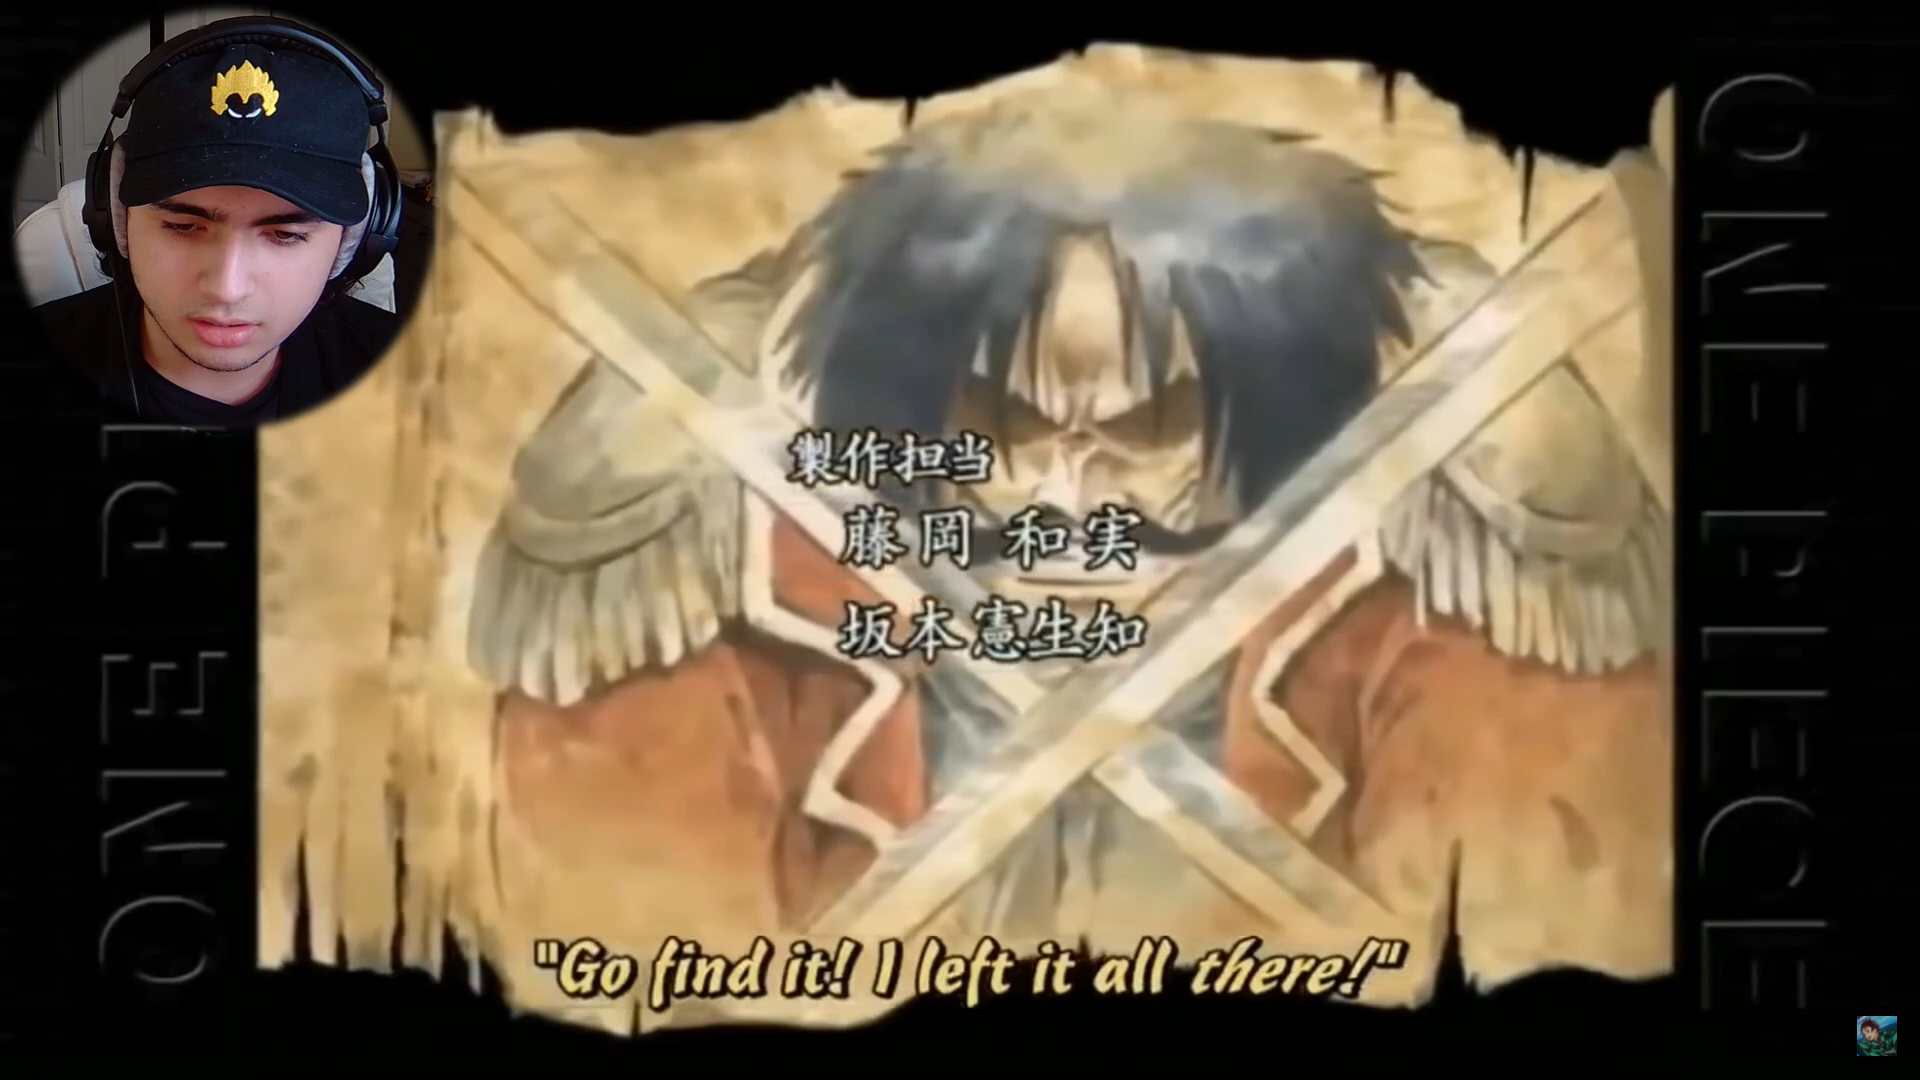 製作担当
藤岡 和実
坂本憲生知
"Go find it! I left it all there!"
ONE PI
ONE PIECE